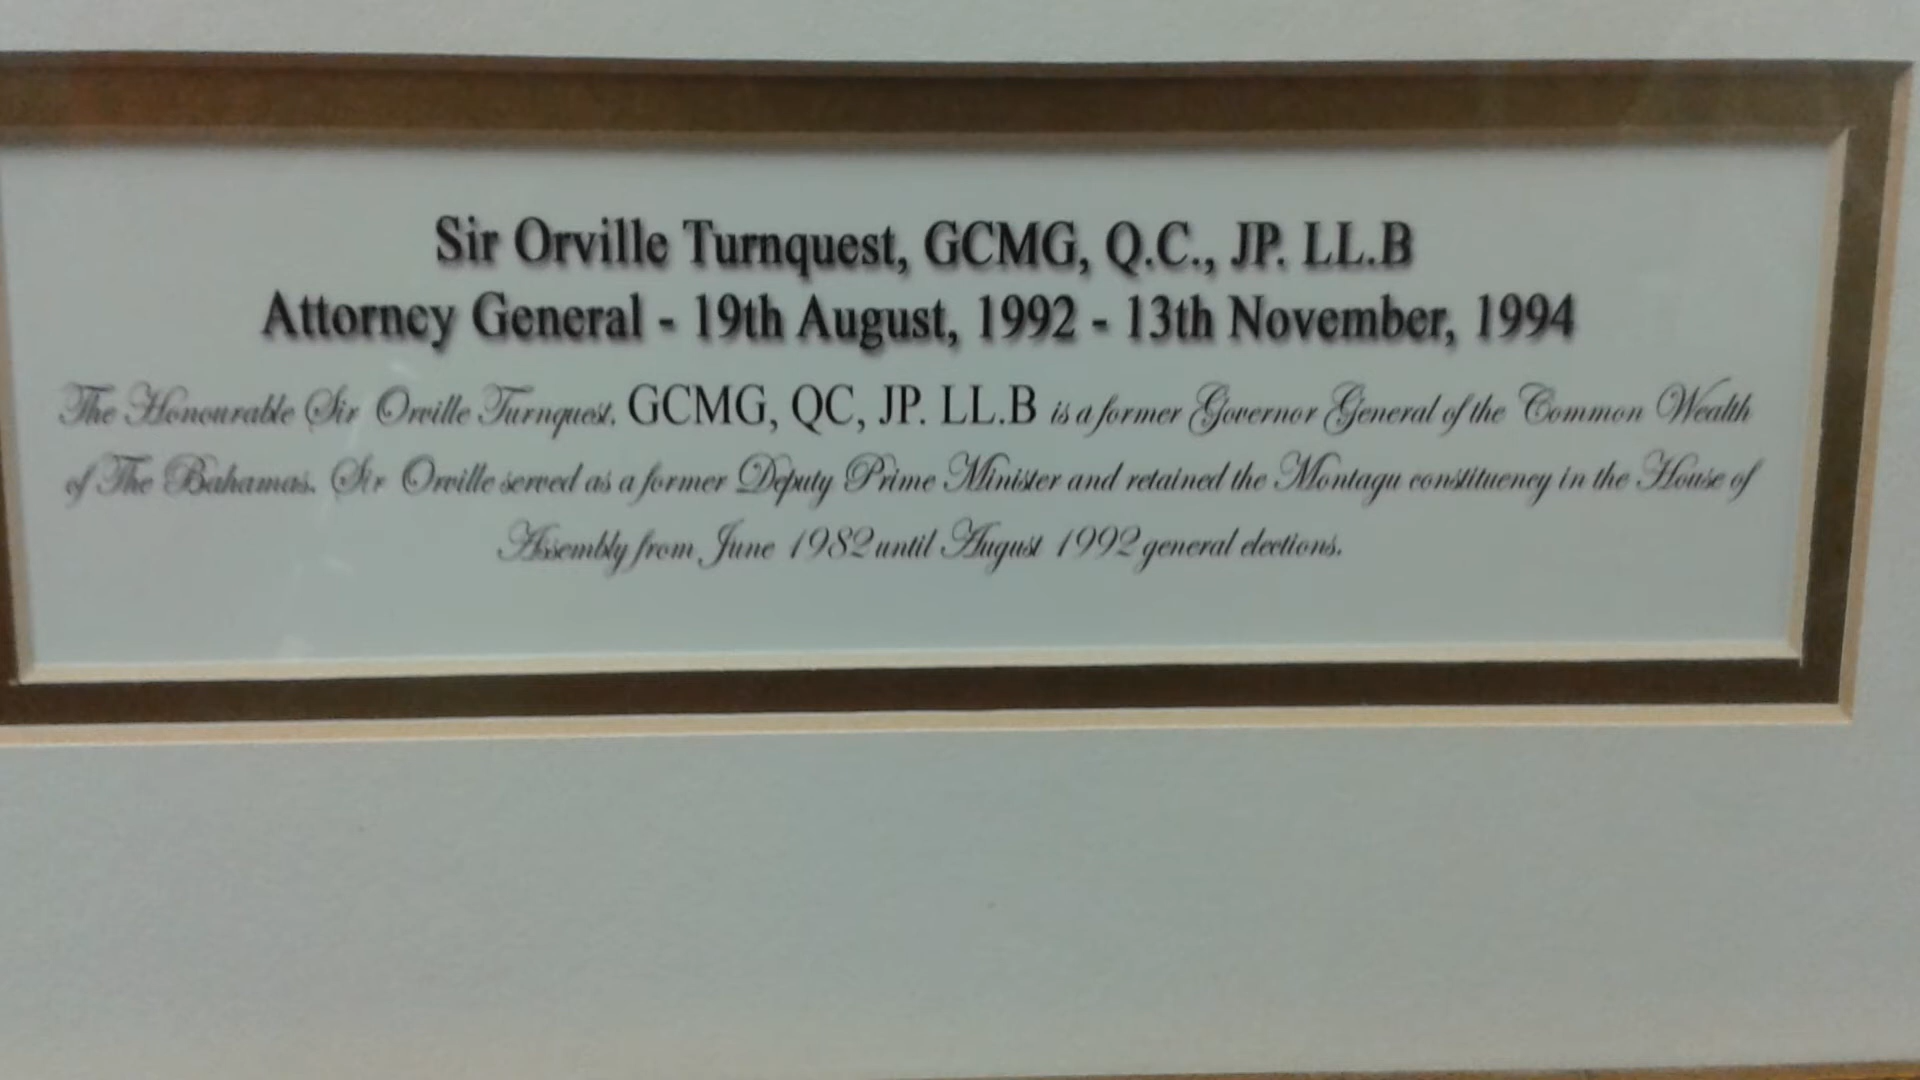 Sir Orville Turnquest, GCMG, Q.C., JP. LL.B
Attorney General - 19th August, 1992 - 13th November, 1994
The Honourable Sir Orville Turnquest, GCMG, QC, JP. LL.B is a former Governor General of the Common Wealth
of The Bahamas. Sir Orville served as a former Deputy Prime Minister and retained the Montagu constituency in the House of
Assembly from June 1982 until August 1992 general elections.